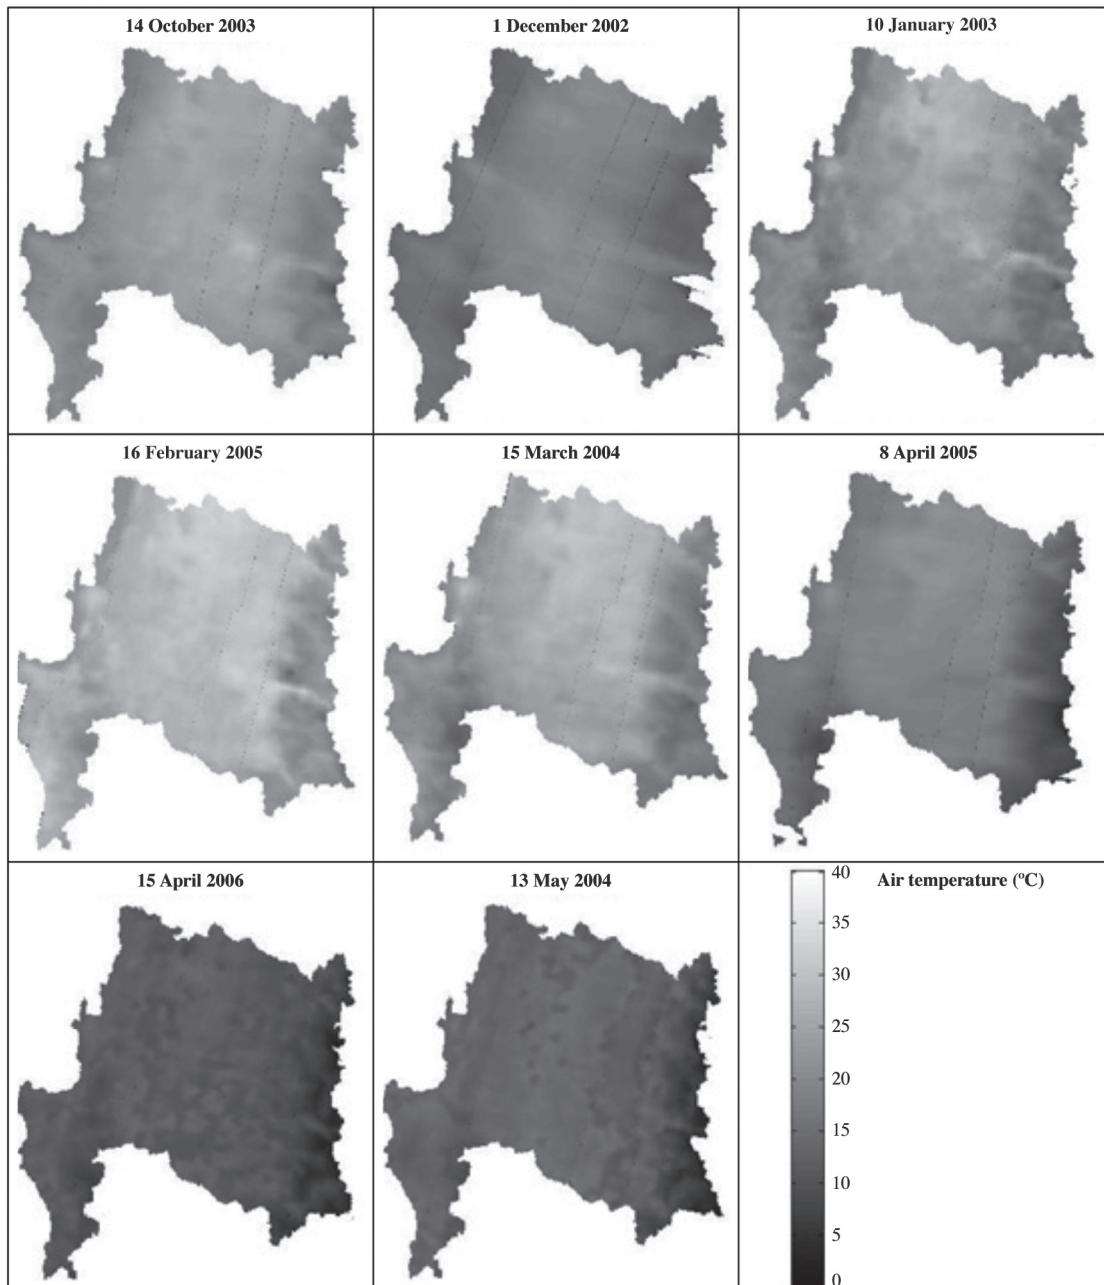 14 October 2003
1 December 2002
10 January 2003
16 February 2005
15 March 2004
8 April 2005
15 April 2006
13 May 2004
Air temperature (ºC)
40
35
30
25
20
15
10
5
0